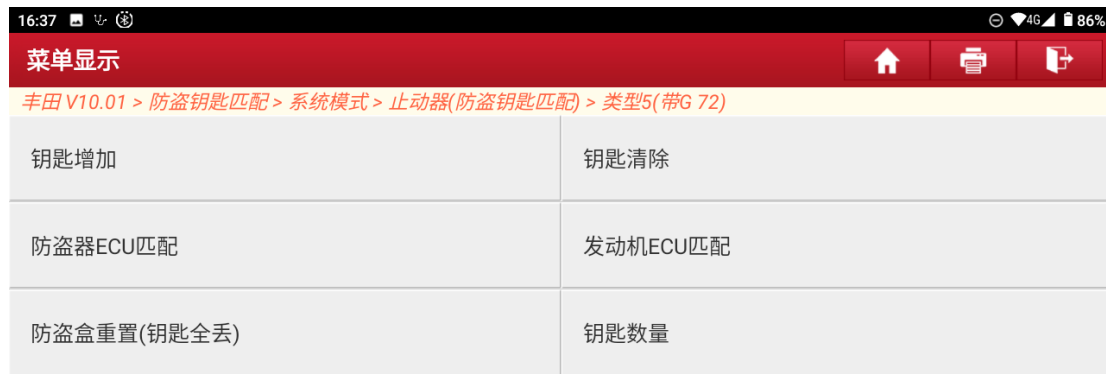 16:37 4G 86%
菜单显示
丰田 V10.01 > 防盗钥匙匹配 > 系统模式 > 止动器(防盗钥匙匹配) > 类型5(带G 72)
钥匙增加 钥匙清除
防盗器ECU匹配 发动机ECU匹配
防盗盒重置(钥匙全丢) 钥匙数量